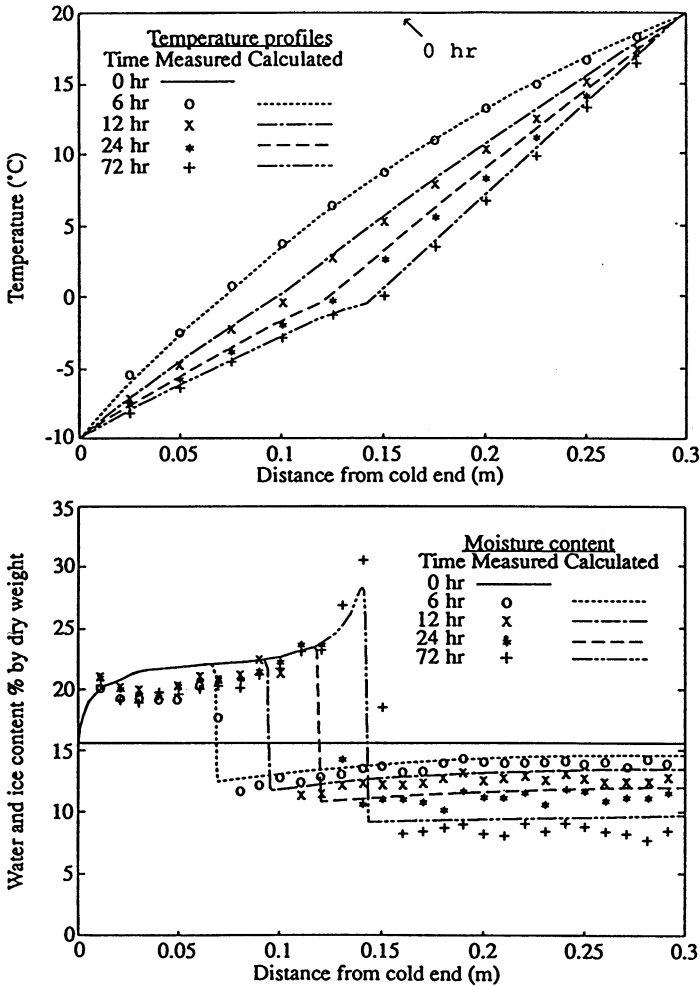 20
15
10
5
0
-5
-10
Temperature (°C)
Temperature profiles
Time Measured Calculated
0 hr
6 hr
12 hr
24 hr
72 hr
0 hr
0 0.05 0.1 0.15 0.2 0.25 0.3
Distance from cold end (m)
35
30
25
20
15
10
5
0
Water and ice content % by dry weight
Moisture content
Time Measured Calculated
0 hr
6 hr
12 hr
24 hr
72 hr
0 0.05 0.1 0.15 0.2 0.25 0.3
Distance from cold end (m)